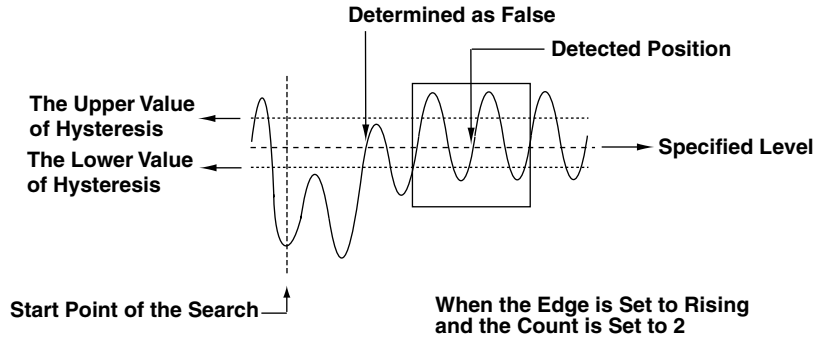 Determined as False
Detected Position
The Upper Value
of Hysteresis
The Lower Value
of Hysteresis
Specified Level
Start Point of the Search
When the Edge is Set to Rising
and the Count is Set to 2